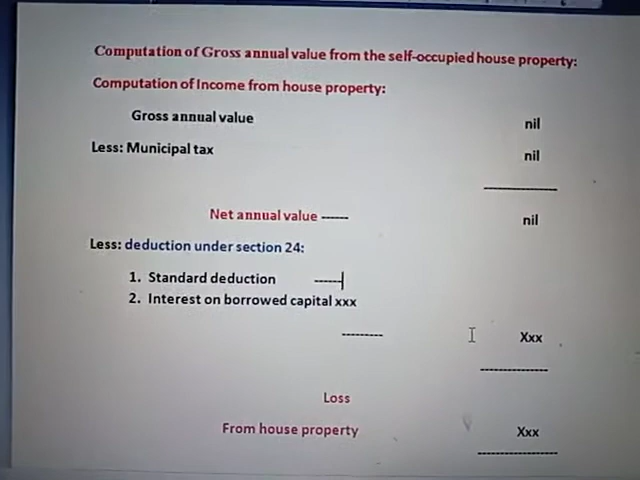 Computation of Gross annual value from the self-occupied house property:
Computation of Income from house property:
Gross annual value nil
Less: Municipal tax nil
Net annual value ------ nil
Less: deduction under section 24:
1. Standard deduction ------
2. Interest on borrowed capital xxx
--------- Xxx
---------------
Loss
From house property Xxx
-----------------